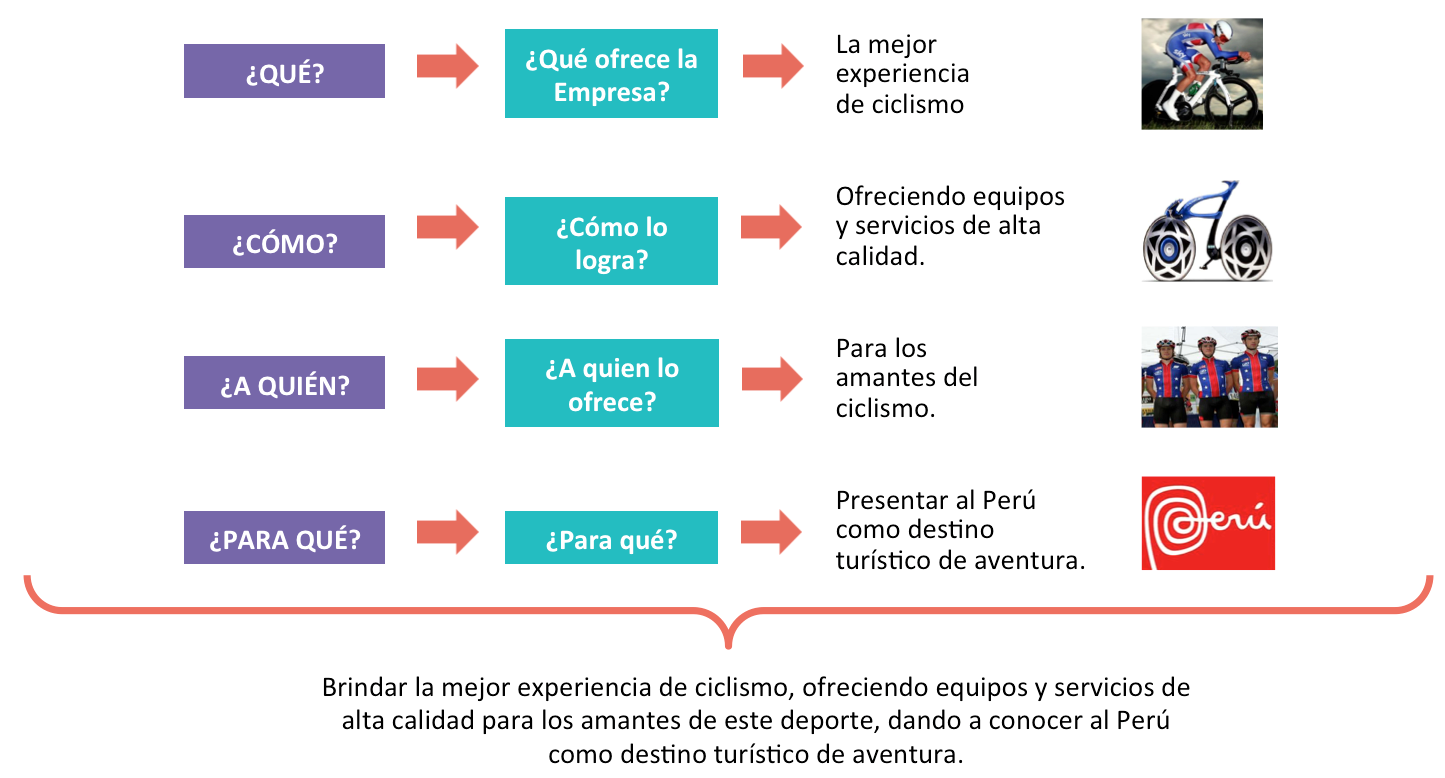 ¿QUÉ?
¿Qué ofrece la
Empresa?
La mejor
experiencia
de ciclismo
¿CÓMO?
¿Cómo lo
logra?
Ofreciendo equipos
y servicios de alta
calidad.
¿A QUIÉN?
¿A quien lo
ofrece?
Para los
amantes del
ciclismo.
¿PARA QUÉ?
¿Para qué?
Presentar al Perú
como destino
turístico de aventura.
Perú
Brindar la mejor experiencia de ciclismo, ofreciendo equipos y servicios de
alta calidad para los amantes de este deporte, dando a conocer al Perú
como destino turístico de aventura.